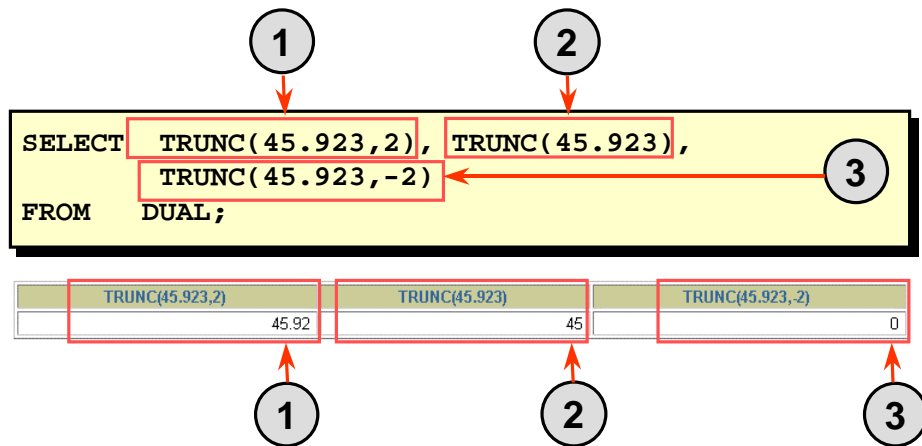 1 2
SELECT TRUNC(45.923,2), TRUNC(45.923),
TRUNC(45.923,-2) 3
FROM DUAL;
TRUNC(45.923,2) TRUNC(45.923) TRUNC(45.923,-2)
45.92 45 0
1 2 3